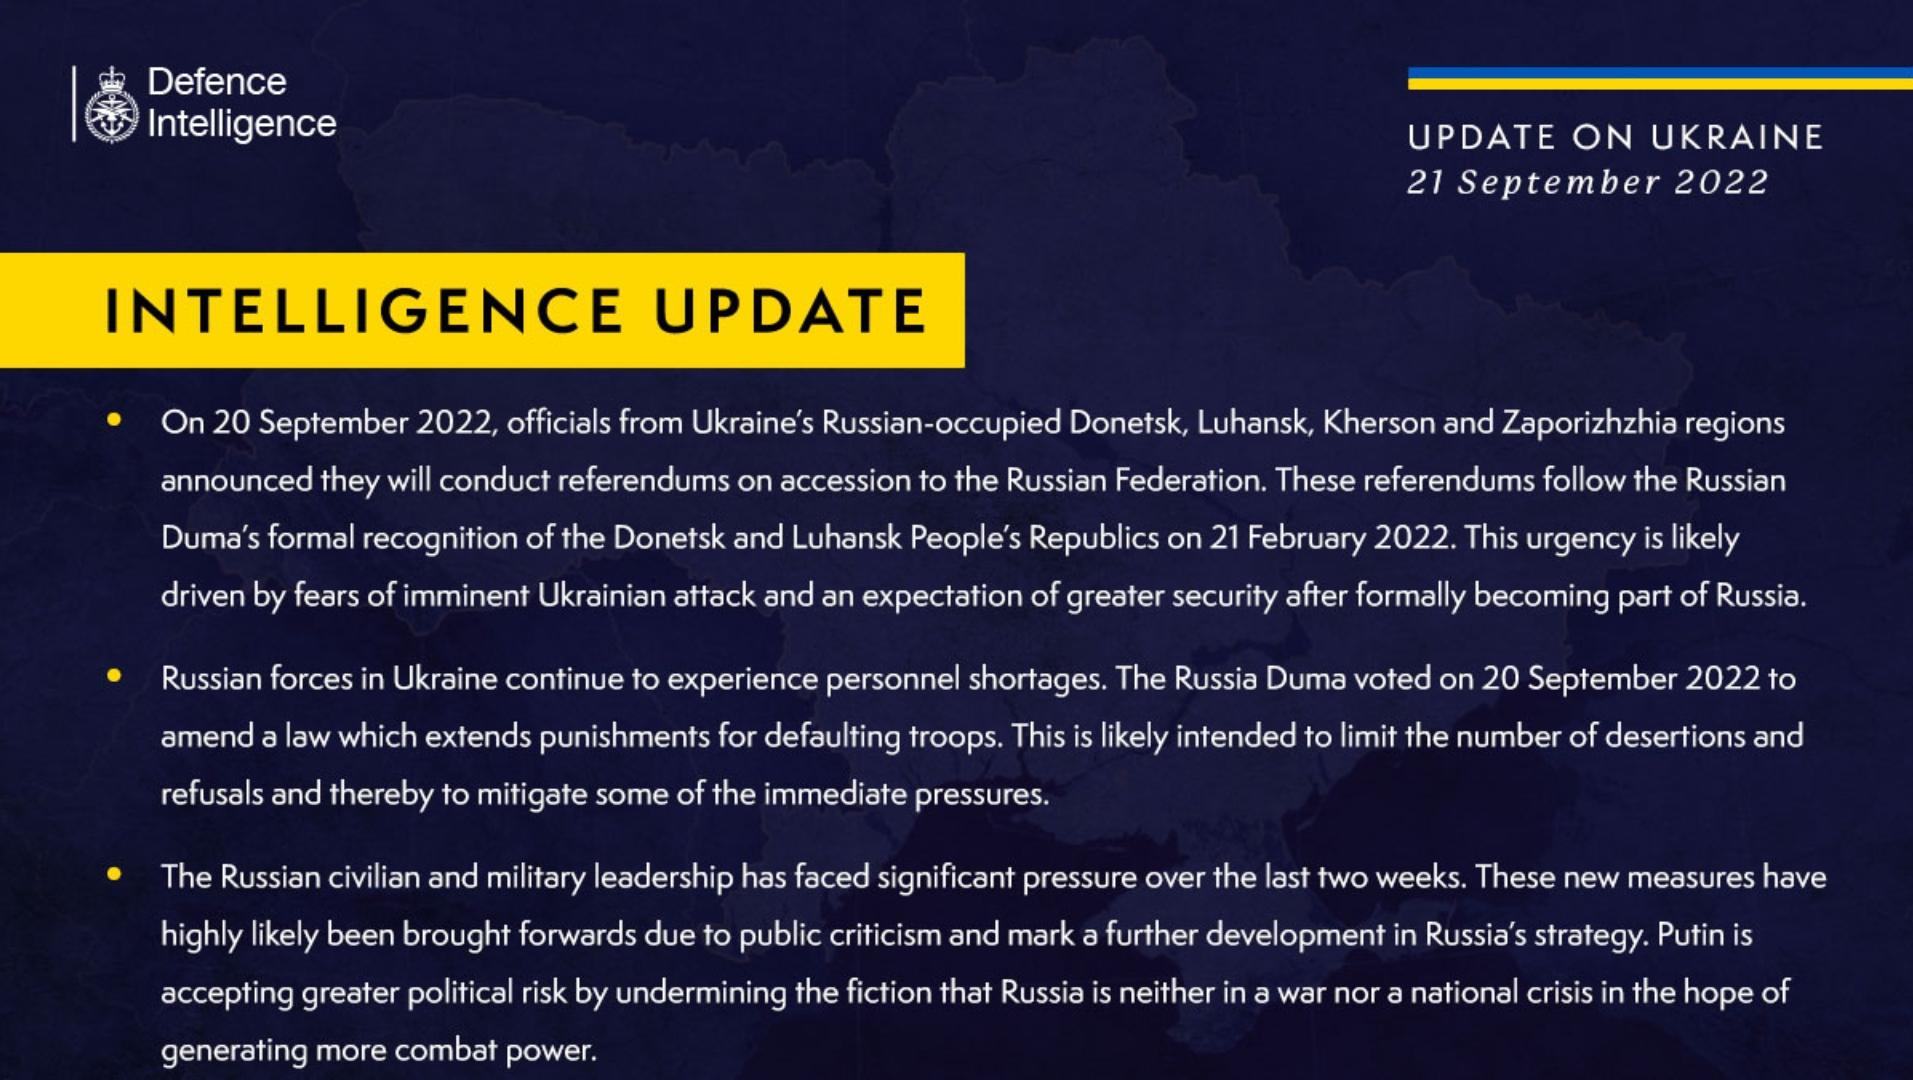 Defence
Intelligence
UPDATE ON UKRAINE
21 September 2022
INTELLIGENCE UPDATE
• On 20 September 2022, officials from Ukraine’s Russian-occupied Donetsk, Luhansk, Kherson and Zaporizhzhia regions
announced they will conduct referendums on accession to the Russian Federation. These referendums follow the Russian
Duma’s formal recognition of the Donetsk and Luhansk People’s Republics on 21 February 2022. This urgency is likely
driven by fears of imminent Ukrainian attack and an expectation of greater security after formally becoming part of Russia.
• Russian forces in Ukraine continue to experience personnel shortages. The Russia Duma voted on 20 September 2022 to
amend a law which extends punishments for defaulting troops. This is likely intended to limit the number of desertions and
refusals and thereby to mitigate some of the immediate pressures.
• The Russian civilian and military leadership has faced significant pressure over the last two weeks. These new measures have
highly likely been brought forwards due to public criticism and mark a further development in Russia’s strategy. Putin is
accepting greater political risk by undermining the fiction that Russia is neither in a war nor a national crisis in the hope of
generating more combat power.